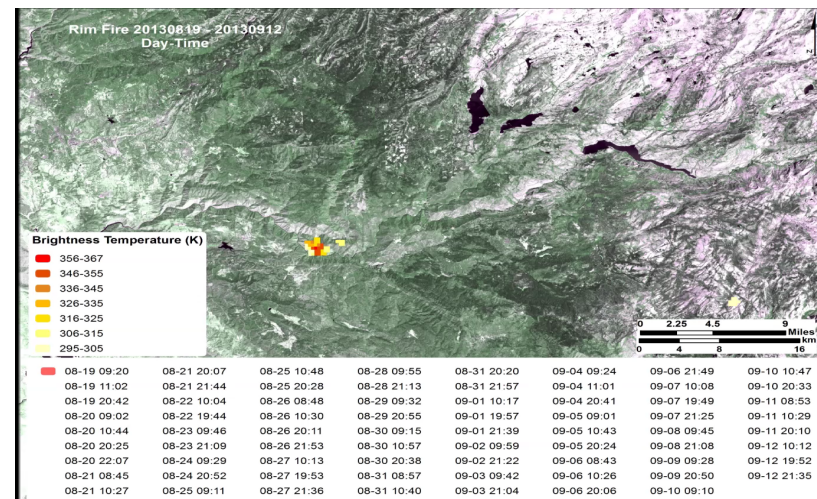 Rim Fire 20130819 - 20130912
Day-Time
N
Brightness Temperature (K)
356-367
346-355
336-345
326-335
316-325
306-315
295-305
0 2.25 4.5 9
Miles
km
0 4 8 16
08-19 09:20 08-21 20:07 08-25 10:48 08-28 09:55 08-31 20:20 09-04 09:24 09-06 21:49 09-10 10:47
08-19 11:02 08-21 21:44 08-25 20:28 08-28 21:13 08-31 21:57 09-04 11:01 09-07 10:08 09-10 20:33
08-19 20:42 08-22 10:04 08-26 08:48 08-29 09:32 09-01 10:17 09-04 20:41 09-07 19:49 09-11 08:53
08-20 09:02 08-22 19:44 08-26 10:30 08-29 20:55 09-01 19:57 09-05 09:01 09-07 21:25 09-11 10:29
08-20 10:44 08-23 09:46 08-26 20:11 08-30 09:15 09-01 21:39 09-05 10:43 09-08 09:45 09-11 20:10
08-20 20:25 08-23 21:09 08-26 21:53 08-30 10:57 09-02 09:59 09-05 20:24 09-08 21:08 09-12 10:12
08-20 22:07 08-24 09:29 08-27 10:13 08-30 20:38 09-02 21:22 09-06 08:43 09-09 09:28 09-12 19:52
08-21 08:45 08-24 20:52 08-27 19:53 08-31 08:57 09-03 09:42 09-06 10:26 09-09 20:50 09-12 21:35
08-21 10:27 08-25 09:11 08-27 21:36 08-31 10:40 09-03 21:04 09-06 20:06 09-10 09:10